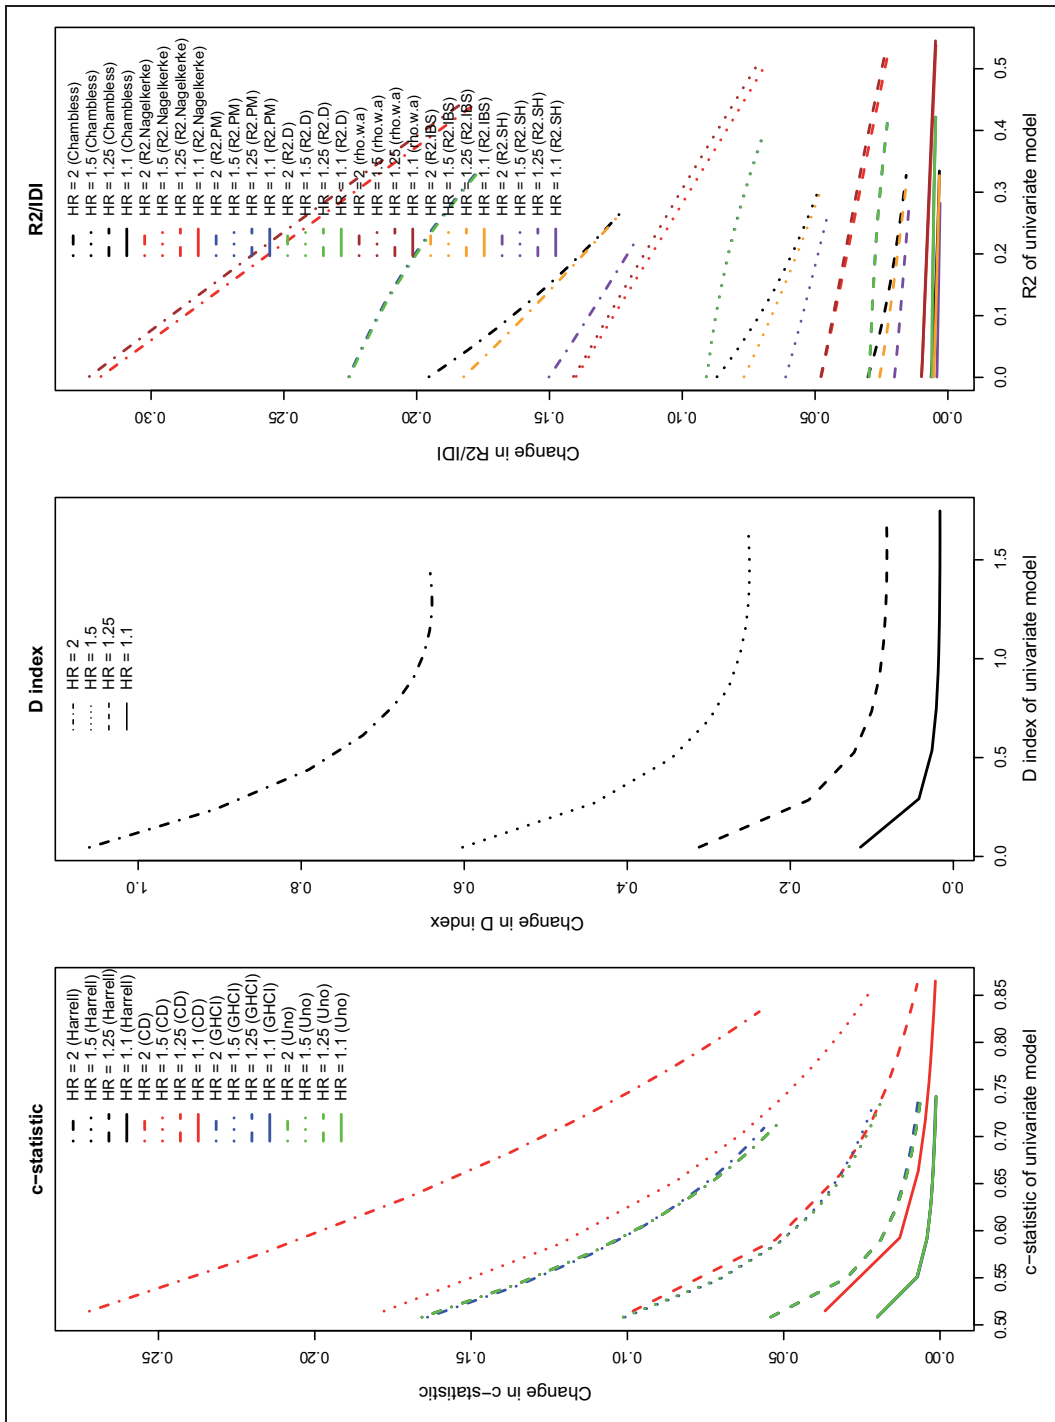 c−statistic
HR = 2 (Harrell)
HR = 1.5 (Harrell)
HR = 1.25 (Harrell)
HR = 1.1 (Harrell)
HR = 2 (CD)
HR = 1.5 (CD)
HR = 1.25 (CD)
HR = 1.1 (CD)
HR = 2 (GHCI)
HR = 1.5 (GHCI)
HR = 1.25 (GHCI)
HR = 1.1 (GHCI)
HR = 2 (Uno)
HR = 1.5 (Uno)
HR = 1.25 (Uno)
HR = 1.1 (Uno)
Change in c−statistic
0.25
0.20
0.15
0.10
0.05
0.00
0.50
0.55
0.60
0.65
0.70
0.75
0.80
0.85
c−statistic of univariate model
D index
HR = 2
HR = 1.5
HR = 1.25
HR = 1.1
Change in D index
1.0
0.8
0.6
0.4
0.2
0.0
0.0
0.5
1.0
1.5
D index of univariate model
R2/IDI
HR = 2 (Chambless)
HR = 1.5 (Chambless)
HR = 1.25 (Chambless)
HR = 1.1 (Chambless)
HR = 2 (R2.Nagelkerke)
HR = 1.5 (R2.Nagelkerke)
HR = 1.25 (R2.Nagelkerke)
HR = 1.1 (R2.Nagelkerke)
HR = 2 (R2.PM)
HR = 1.5 (R2.PM)
HR = 1.25 (R2.PM)
HR = 1.1 (R2.PM)
HR = 2 (R2.D)
HR = 1.5 (R2.D)
HR = 1.25 (R2.D)
HR = 1.1 (R2.D)
HR = 2 (rho.w.a)
HR = 1.5 (rho.w.a)
HR = 1.25 (rho.w.a)
HR = 1.1 (rho.w.a)
HR = 2 (R2.IBS)
HR = 1.5 (R2.IBS)
HR = 1.25 (R2.IBS)
HR = 1.1 (R2.IBS)
HR = 2 (R2.SH)
HR = 1.5 (R2.SH)
HR = 1.25 (R2.SH)
HR = 1.1 (R2.SH)
Change in R2/IDI
0.30
0.25
0.20
0.15
0.10
0.05
0.00
0.0
0.1
0.2
0.3
0.4
0.5
R2 of univariate model